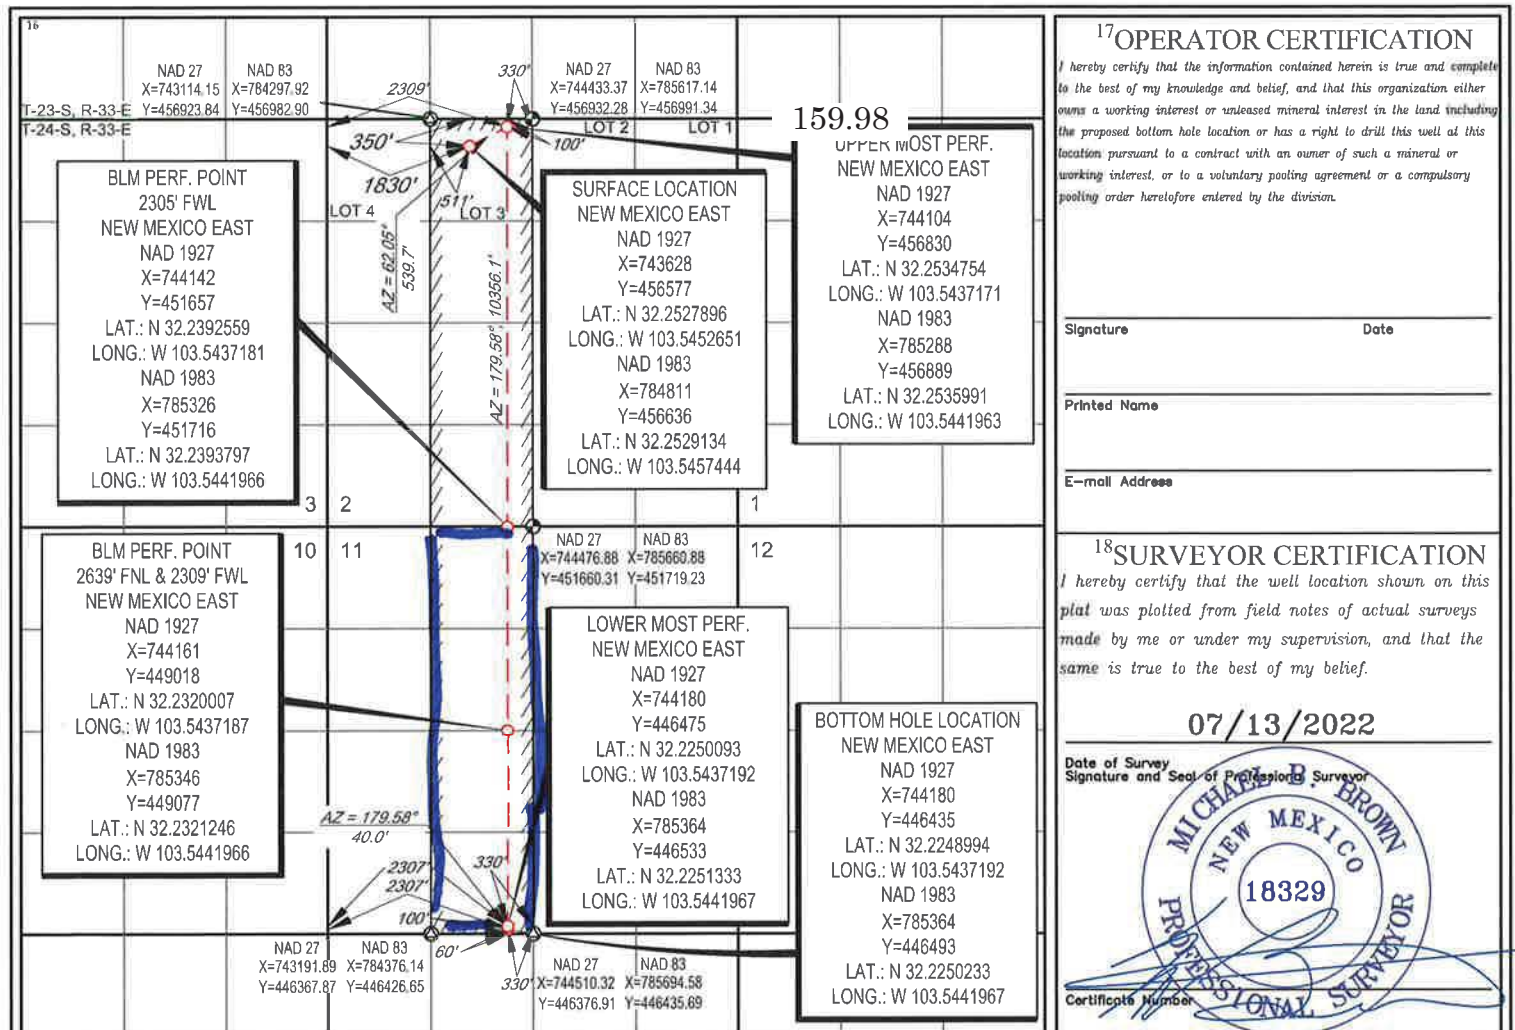 16
NAD 27
X=743114.15
Y=456923.84
NAD 83
X=784297.92
Y=456982.90
T-23-S, R-33-E
T-24-S, R-33-E
2309'
330'
NAD 27
X=744433.37
Y=456932.28
NAD 83
X=785617.14
Y=456991.34
LOT 2
LOT 1
159.98
350'
100'
1830'
511'
LOT 4
LOT 3
AZ = 62.05°
539.7'
AZ = 179.58°, 10356.1'
BLM PERF. POINT
2305' FWL
NEW MEXICO EAST
NAD 1927
X=744142
Y=451657
LAT.: N 32.2392559
LONG.: W 103.5437181
NAD 1983
X=785326
Y=451716
LAT.: N 32.2393797
LONG.: W 103.5441966
SURFACE LOCATION
NEW MEXICO EAST
NAD 1927
X=743628
Y=456577
LAT.: N 32.2527896
LONG.: W 103.5452651
NAD 1983
X=784811
Y=456636
LAT.: N 32.2529134
LONG.: W 103.5457444
UPPER MOST PERF.
NEW MEXICO EAST
NAD 1927
X=744104
Y=456830
LAT.: N 32.2534754
LONG.: W 103.5437171
NAD 1983
X=785288
Y=456889
LAT.: N 32.2535991
LONG.: W 103.5441963
3
2
1
10
11
12
NAD 27
X=744476.88
Y=451660.31
NAD 83
X=785660.88
Y=451719.23
BLM PERF. POINT
2639' FNL & 2309' FWL
NEW MEXICO EAST
NAD 1927
X=744161
Y=449018
LAT.: N 32.2320007
LONG.: W 103.5437187
NAD 1983
X=785346
Y=449077
LAT.: N 32.2321246
LONG.: W 103.5441966
LOWER MOST PERF.
NEW MEXICO EAST
NAD 1927
X=744180
Y=446475
LAT.: N 32.2250093
LONG.: W 103.5437192
NAD 1983
X=785364
Y=446533
LAT.: N 32.2251333
LONG.: W 103.5441967
BOTTOM HOLE LOCATION
NEW MEXICO EAST
NAD 1927
X=744180
Y=446435
LAT.: N 32.2248994
LONG.: W 103.5437192
NAD 1983
X=785364
Y=446493
LAT.: N 32.2250233
LONG.: W 103.5441967
AZ = 179.58°
40.0'
2307'
2307'
330'
100'
60'
330'
NAD 27
X=743191.89
Y=446367.87
NAD 83
X=784376.14
Y=446426.65
NAD 27
X=744510.32
Y=446376.91
NAD 83
X=785694.58
Y=446435.69
17OPERATOR CERTIFICATION
I hereby certify that the information contained herein is true and complete
to the best of my knowledge and belief, and that this organization either
owns a working interest or unleased mineral interest in the land including
the proposed bottom hole location or has a right to drill this well at this
location pursuant to a contract with an owner of such a mineral or
working interest, or to a voluntary pooling agreement or a compulsory
pooling order heretofore entered by the division.
Signature Date
Printed Name
E-mail Address
18SURVEYOR CERTIFICATION
I hereby certify that the well location shown on this
plat was plotted from field notes of actual surveys
made by me or under my supervision, and that the
same is true to the best of my belief.
07/13/2022
Date of Survey
Signature and Seal of Professional Surveyor
MICHAEL B. BROWN
NEW MEXICO
18329
PROFESSIONAL SURVEYOR
Certificate Number